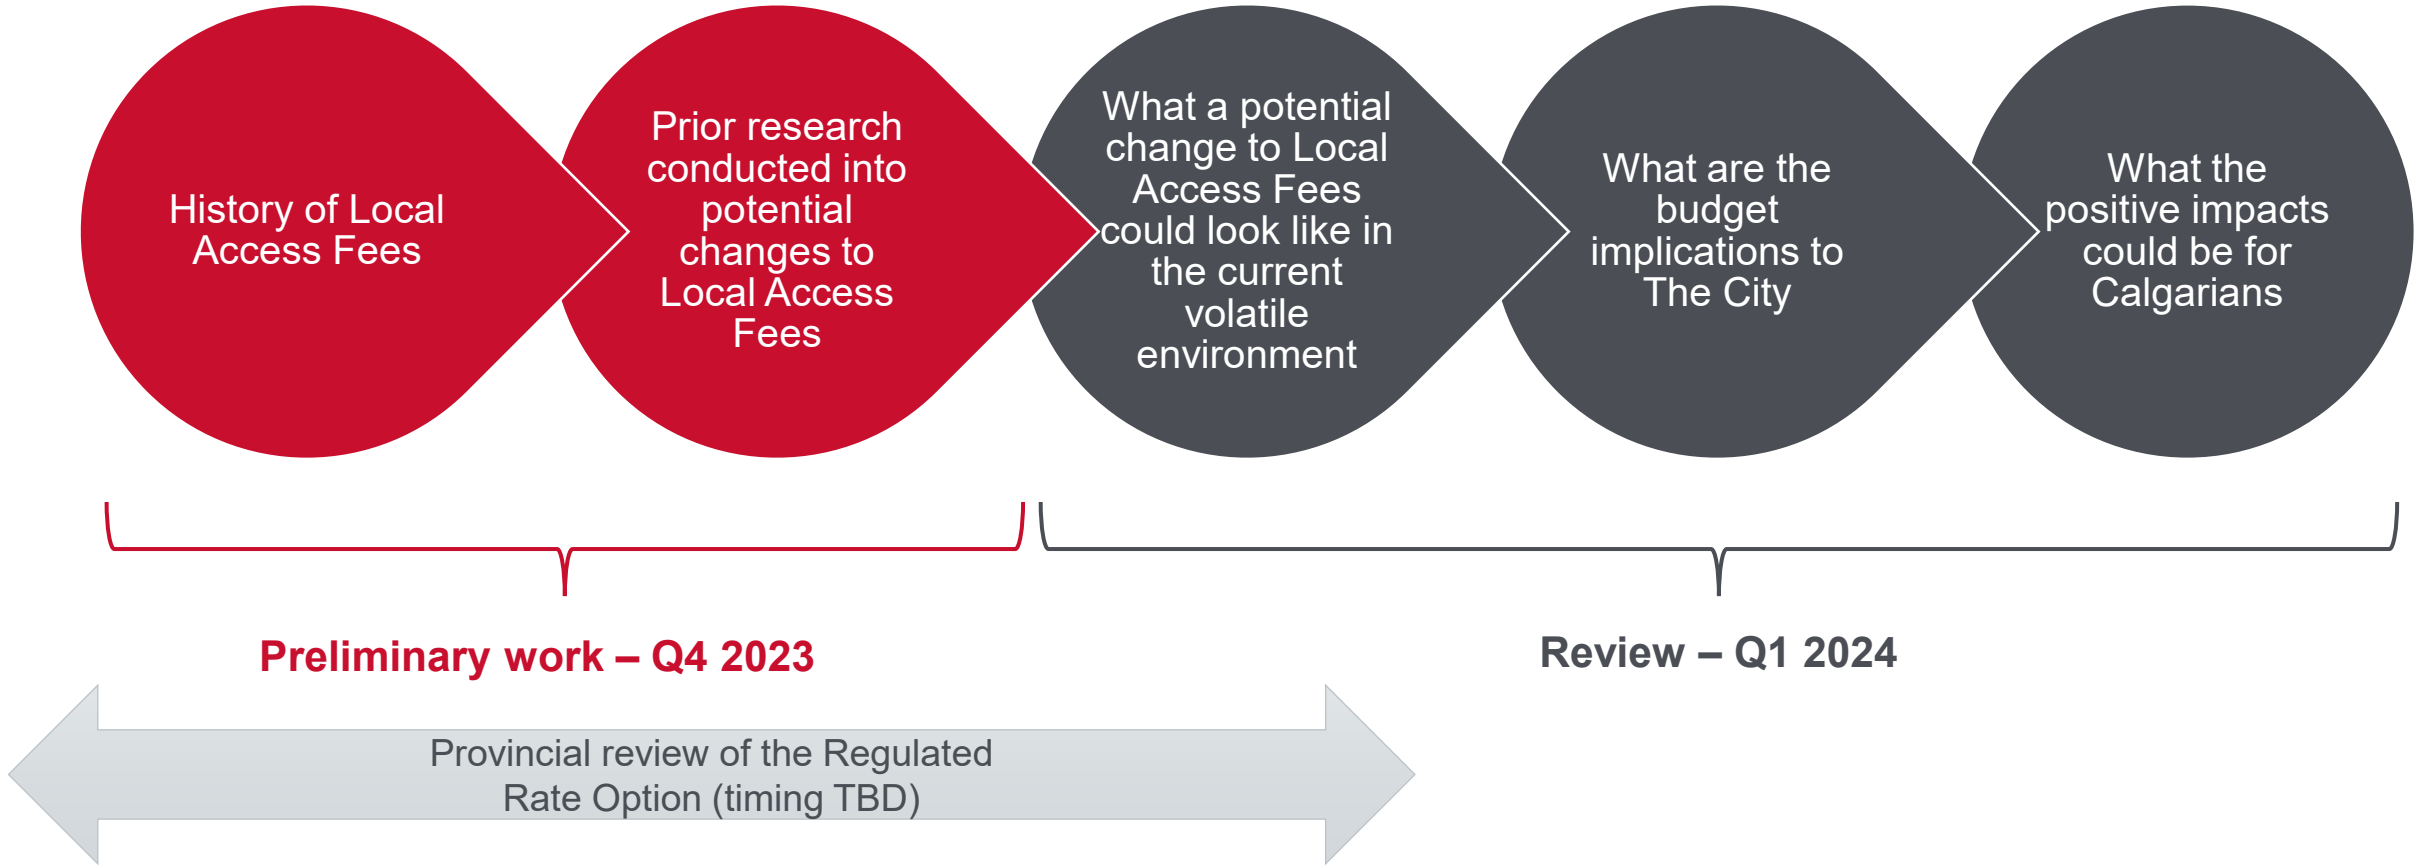 History of Local
Access Fees
Prior research
conducted into
potential
changes to
Local Access
Fees
What a potential
change to Local
Access Fees
could look like in
the current
volatile
environment
What are the
budget
implications to
The City
What the
positive impacts
could be for
Calgarians
Preliminary work – Q4 2023
Review – Q1 2024
Provincial review of the Regulated
Rate Option (timing TBD)